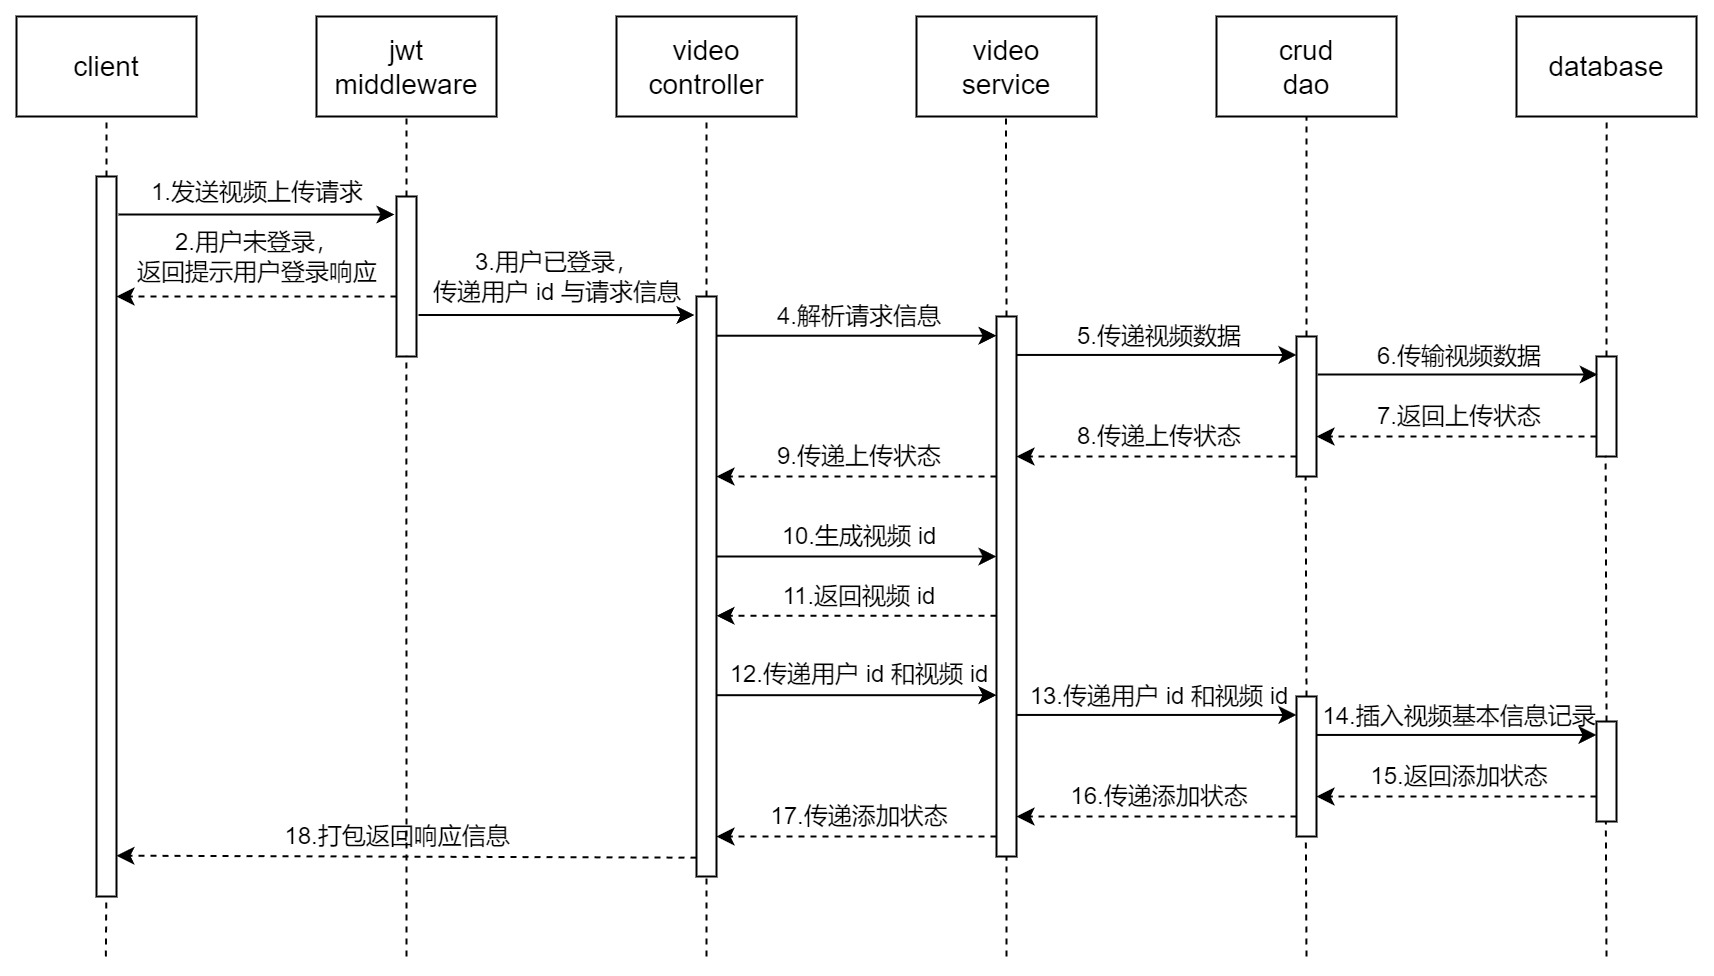 client
jwt
middleware
video
controller
video
service
crud
dao
database
1.发送视频上传请求
2.用户未登录，
返回提示用户登录响应
3.用户已登录，
传递用户 id 与请求信息
4.解析请求信息
5.传递视频数据
6.传输视频数据
7.返回上传状态
8.传递上传状态
9.传递上传状态
10.生成视频 id
11.返回视频 id
12.传递用户 id 和视频 id
13.传递用户 id 和视频 id
14.插入视频基本信息记录
15.返回添加状态
16.传递添加状态
17.传递添加状态
18.打包返回响应信息